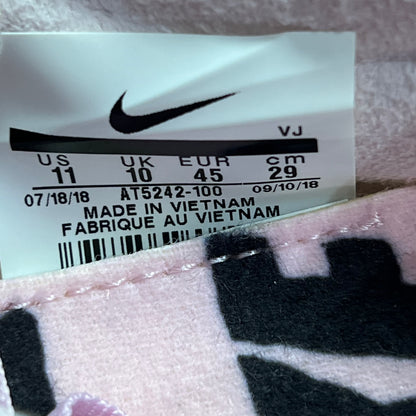 VJ
US UK EUR cm
11 10 45 29
07/18/18 AT5242-100 09/10/18
MADE IN VIETNAM
FABRIQUE AU VIETNAM